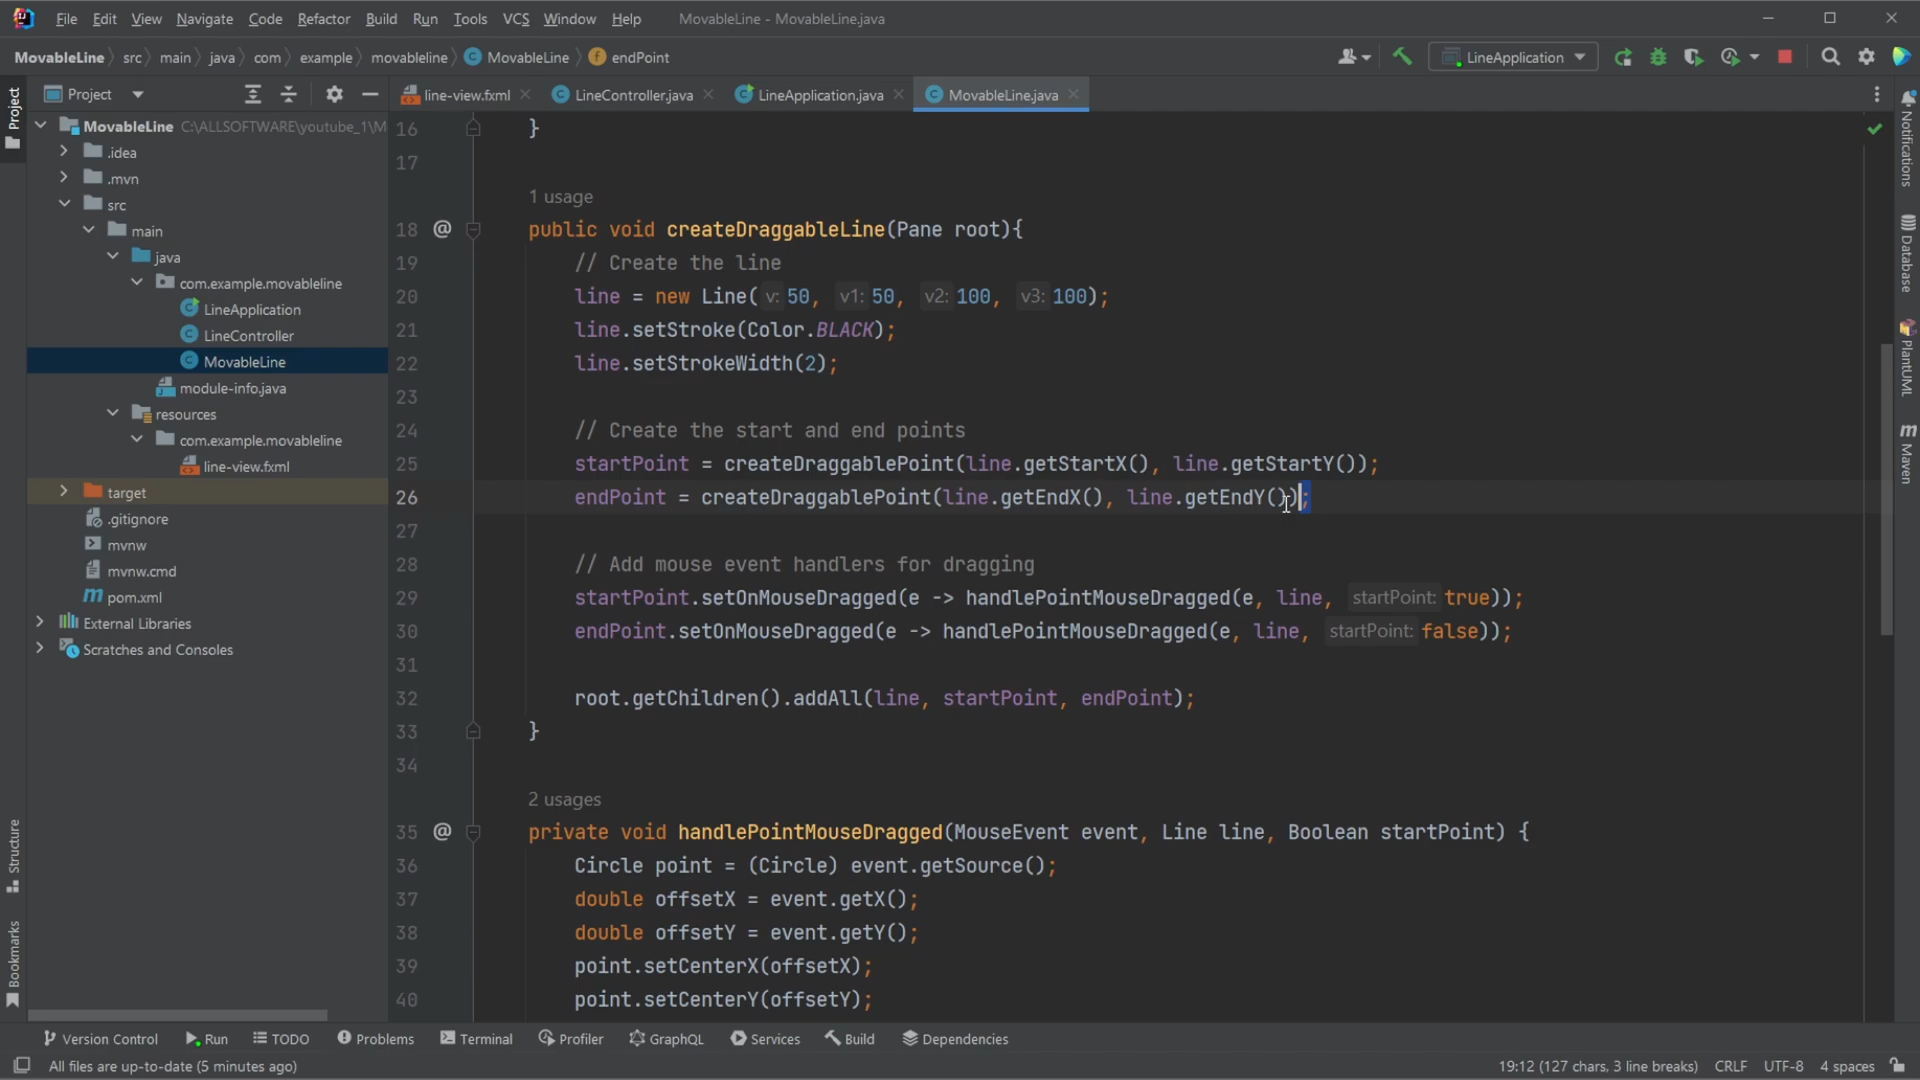 File Edit View Navigate Code Refactor Build Run Tools VCS Window Help MovableLine - MovableLine.java
MovableLine src main java com example movableline MovableLine endPoint LineApplication
Project line-view.fxml LineController.java LineApplication.java MovableLine.java
Project
MovableLine C:\ALLSOFTWARE\youtube_1\M
.idea
.mvn
src
main
java
com.example.movableline
LineApplication
LineController
MovableLine
module-info.java
resources
com.example.movableline
line-view.fxml
target
.gitignore
mvnw
mvnw.cmd
pom.xml
External Libraries
Scratches and Consoles
Structure
Bookmarks
16 }
17
1 usage
18 @ public void createDraggableLine(Pane root){
19 // Create the line
20 line = new Line( v: 50, v1: 50, v2: 100, v3: 100);
21 line.setStroke(Color.BLACK);
22 line.setStrokeWidth(2);
23
24 // Create the start and end points
25 startPoint = createDraggablePoint(line.getStartX(), line.getStartY());
26 endPoint = createDraggablePoint(line.getEndX(), line.getEndY());
27
28 // Add mouse event handlers for dragging
29 startPoint.setOnMouseDragged(e -> handlePointMouseDragged(e, line, startPoint: true));
30 endPoint.setOnMouseDragged(e -> handlePointMouseDragged(e, line, startPoint: false));
31
32 root.getChildren().addAll(line, startPoint, endPoint);
33 }
34
2 usages
35 @ private void handlePointMouseDragged(MouseEvent event, Line line, Boolean startPoint) {
36 Circle point = (Circle) event.getSource();
37 double offsetX = event.getX();
38 double offsetY = event.getY();
39 point.setCenterX(offsetX);
40 point.setCenterY(offsetY);
Notifications
Database
PlantUML
Maven
Version Control Run TODO Problems Terminal Profiler GraphQL Services Build Dependencies
All files are up-to-date (5 minutes ago) 19:12 (127 chars, 3 line breaks) CRLF UTF-8 4 spaces